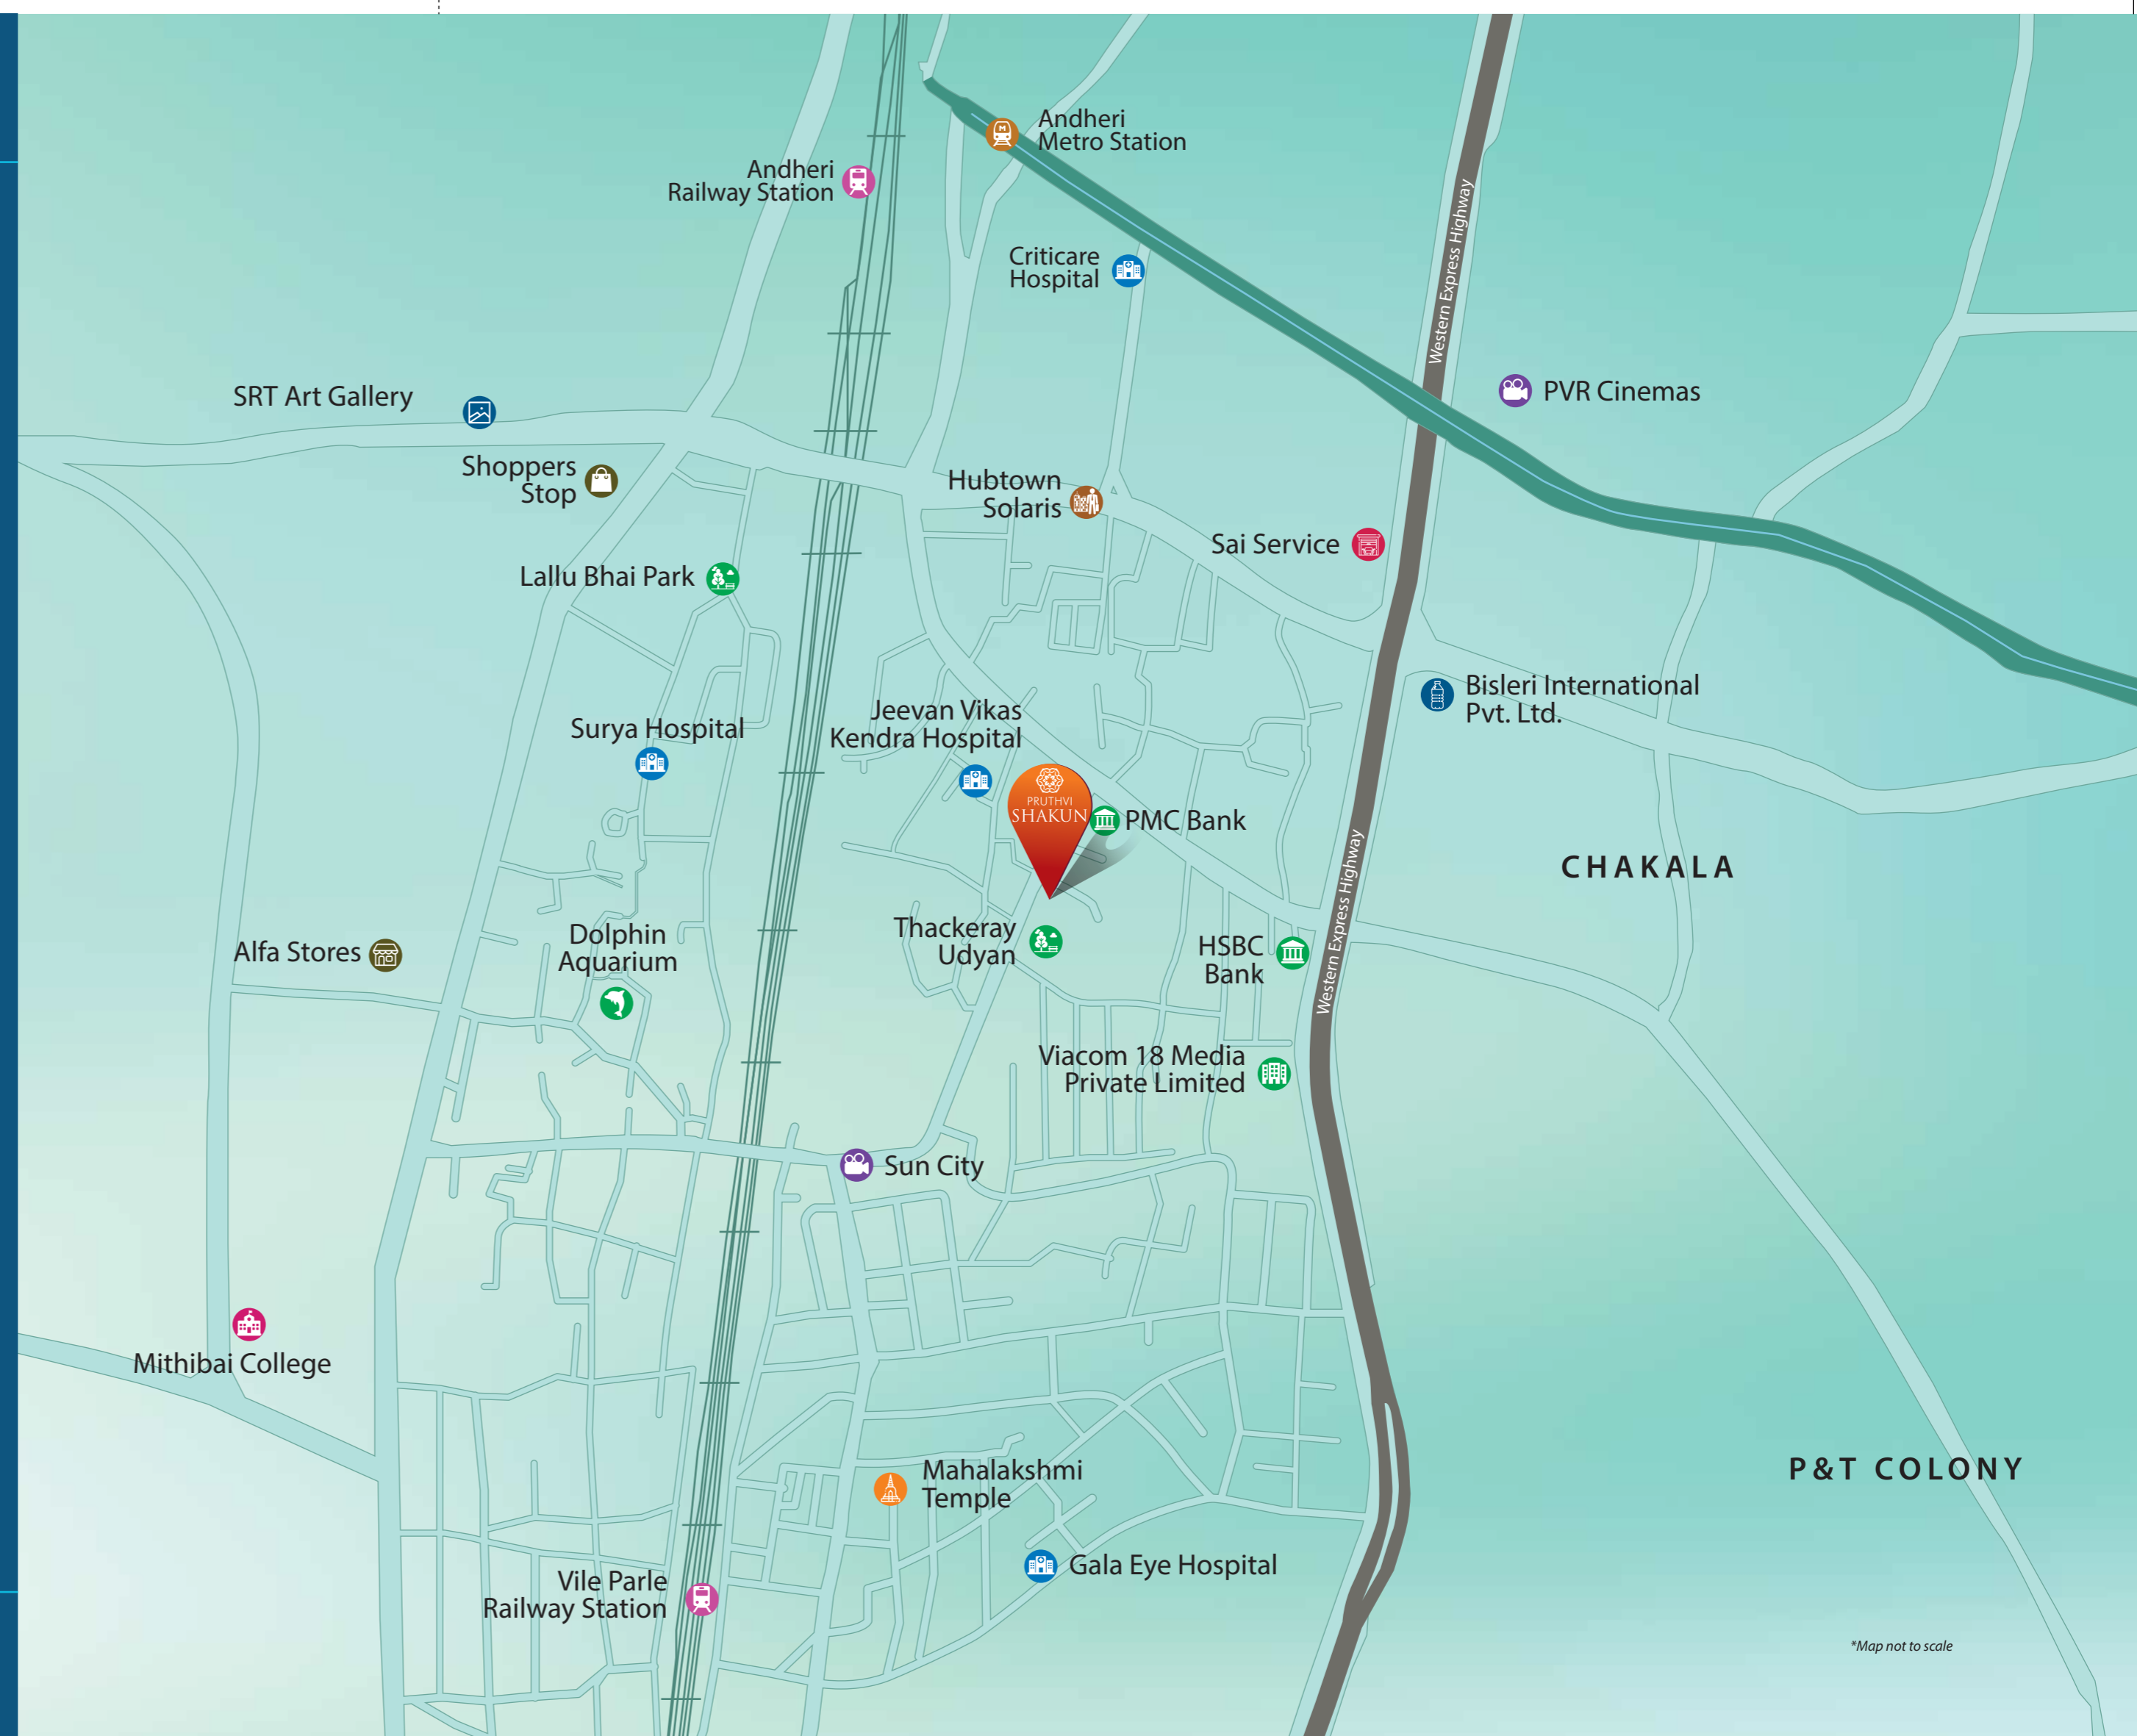 Andheri
Metro Station
Andheri
Railway Station
Criticare
Hospital
Western Express Highway
SRT Art Gallery
PVR Cinemas
Shoppers
Stop
Hubtown
Solaris
Sai Service
Lallu Bhai Park
Bisleri International
Pvt. Ltd.
Surya Hospital
Jeevan Vikas
Kendra Hospital
PRUTHVI
SHAKUN
PMC Bank
CHAKALA
Western Express Highway
Alfa Stores
Dolphin
Aquarium
Thackeray
Udyan
HSBC
Bank
Viacom 18 Media
Private Limited
Sun City
Mithibai College
Mahalakshmi
Temple
P&T COLONY
Gala Eye Hospital
Vile Parle
Railway Station
*Map not to scale
M